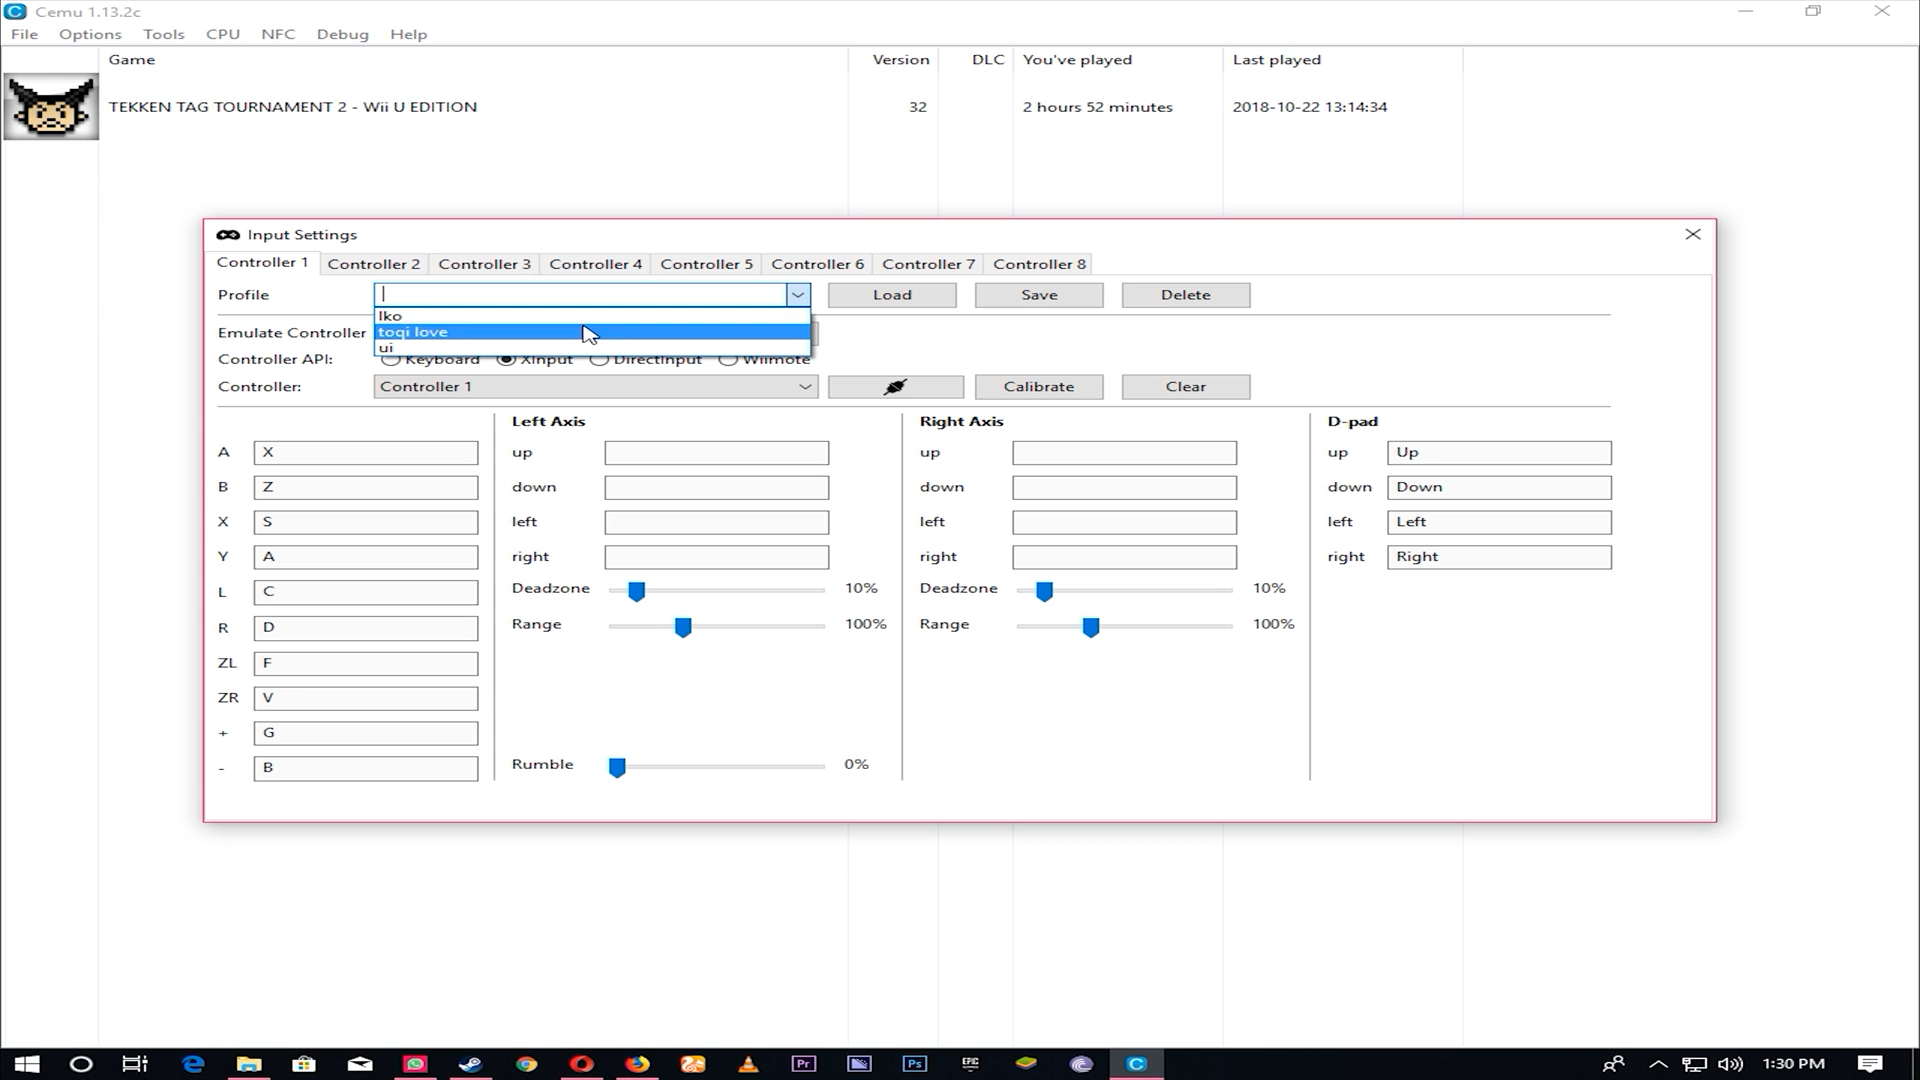 Cemu 1.13.2c
File Options Tools CPU NFC Debug Help
Game Version DLC You've played Last played
TEKKEN TAG TOURNAMENT 2 - Wii U EDITION 32 2 hours 52 minutes 2018-10-22 13:14:34
Input Settings
Controller 1 Controller 2 Controller 3 Controller 4 Controller 5 Controller 6 Controller 7 Controller 8
Profile Load Save Delete
lko
Emulate Controller toqi love
ui
Controller API: Keyboard XInput DirectInput Wiimote
Controller: Controller 1 Calibrate Clear
Left Axis Right Axis D-pad
A X up up up Up
B Z down down down Down
X S left left left Left
Y A right right right Right
L C Deadzone 10% Deadzone 10%
R D Range 100% Range 100%
ZL F
ZR V
+ G
- B Rumble 0%
Pr Ps EPIC GAMES C 1:30 PM